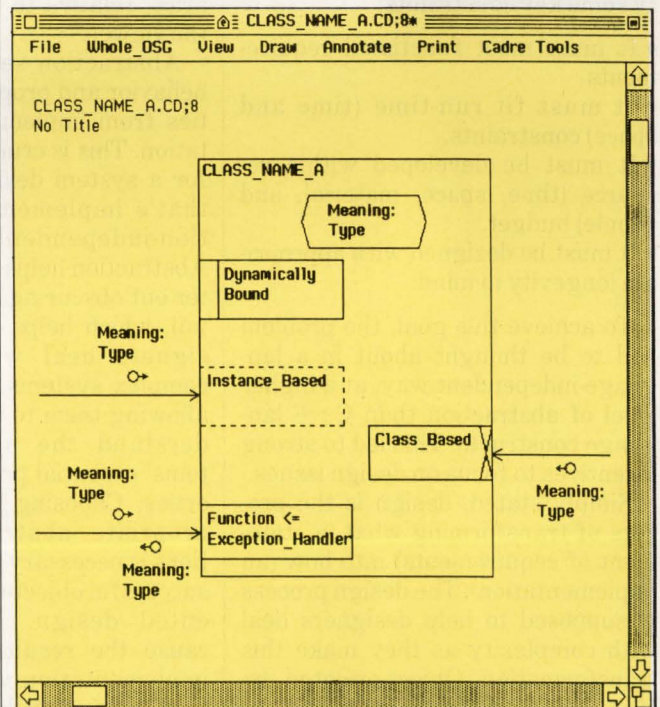 CLASS_NAME_A.CD;8*
File Whole_OSG View Draw Annotate Print Cadre Tools
CLASS_NAME_A.CD;8
No Title
CLASS_NAME_A
Meaning:
Type
Dynamically
Bound
Meaning:
Type
Instance_Based
Class_Based
Meaning:
Type
Meaning:
Type
Function <=
Exception_Handler
Meaning:
Type